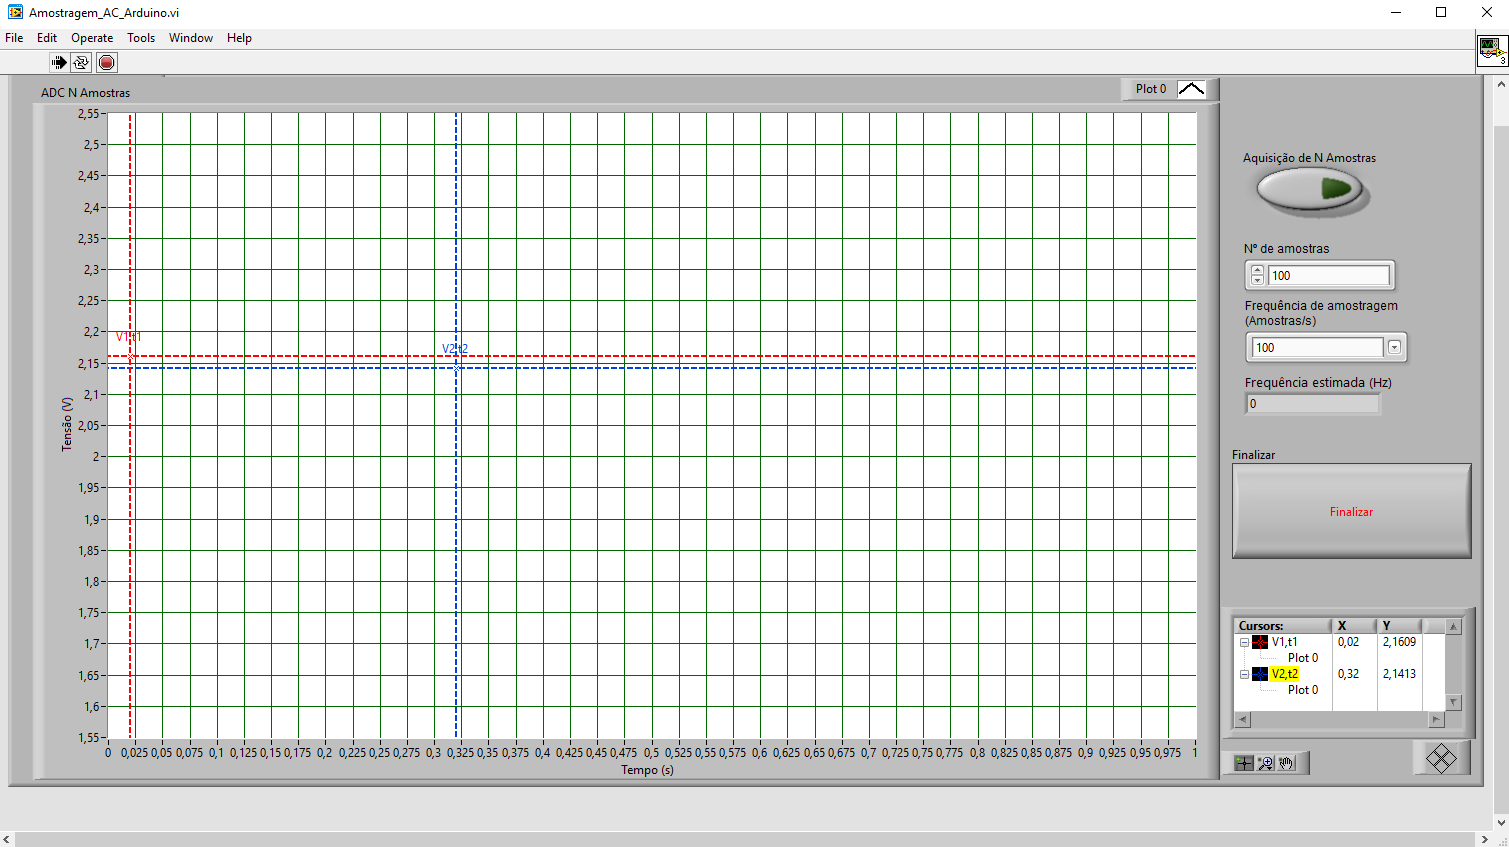 Amostragem_AC_Arduino.vi
File Edit Operate Tools Window Help
3
ADC N Amostras
Plot 0
2,55
2,5
2,45
2,4
2,35
2,3
2,25
2,2
2,15
2,1
2,05
2
1,95
1,9
1,85
1,8
1,75
1,7
1,65
1,6
1,55
Tensão (V)
V1,t1
V2,t2
0 0,025 0,05 0,075 0,1 0,125 0,15 0,175 0,2 0,225 0,25 0,275 0,3 0,325 0,35 0,375 0,4 0,425 0,45 0,475 0,5 0,525 0,55 0,575 0,6 0,625 0,65 0,675 0,7 0,725 0,75 0,775 0,8 0,825 0,85 0,875 0,9 0,925 0,95 0,975 1
Tempo (s)
Aquisição de N Amostras
Nº de amostras
100
Frequência de amostragem
(Amostras/s)
100
Frequência estimada (Hz)
0
Finalizar
Finalizar
Cursors: X Y
V1,t1 0,02 2,1609
Plot 0
V2,t2 0,32 2,1413
Plot 0